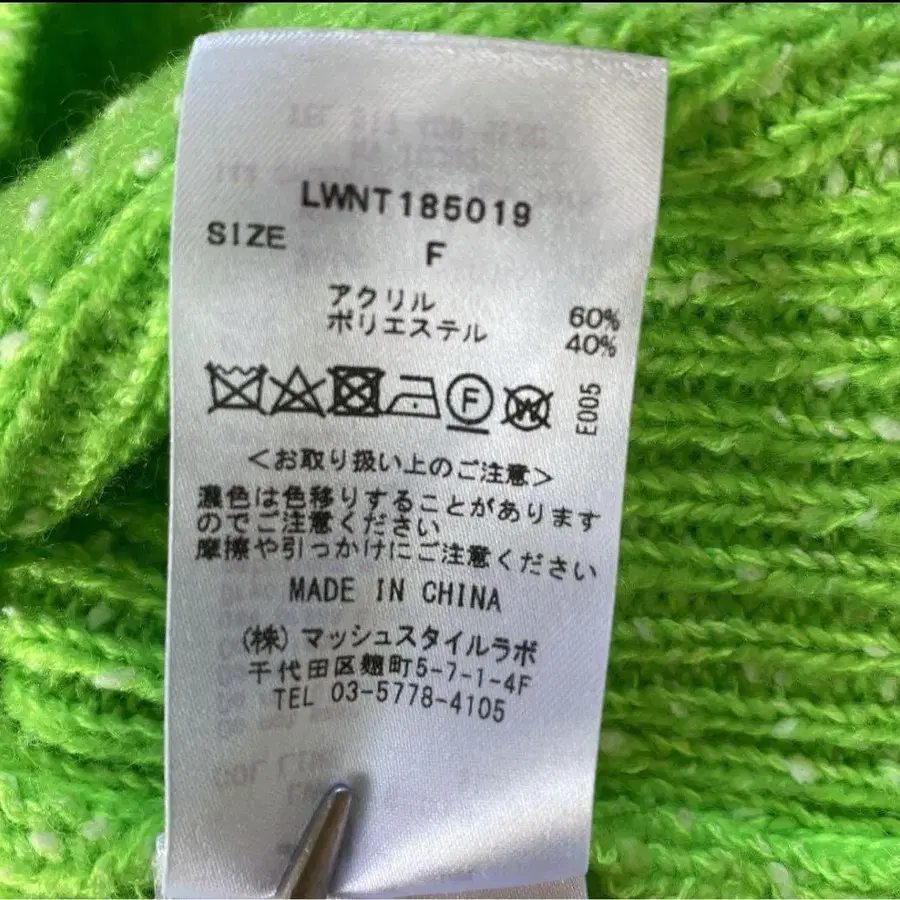 LWNT185019
SIZE F
アクリル 60%
ポリエステル 40%
F W E005
<お取り扱い上のご注意>
濃色は色移りすることがあります
のでご注意ください
摩擦や引っかけにご注意ください
MADE IN CHINA
(株) マッシュスタイルラボ
千代田区麹町5-7-1-4F
TEL 03-5778-4105